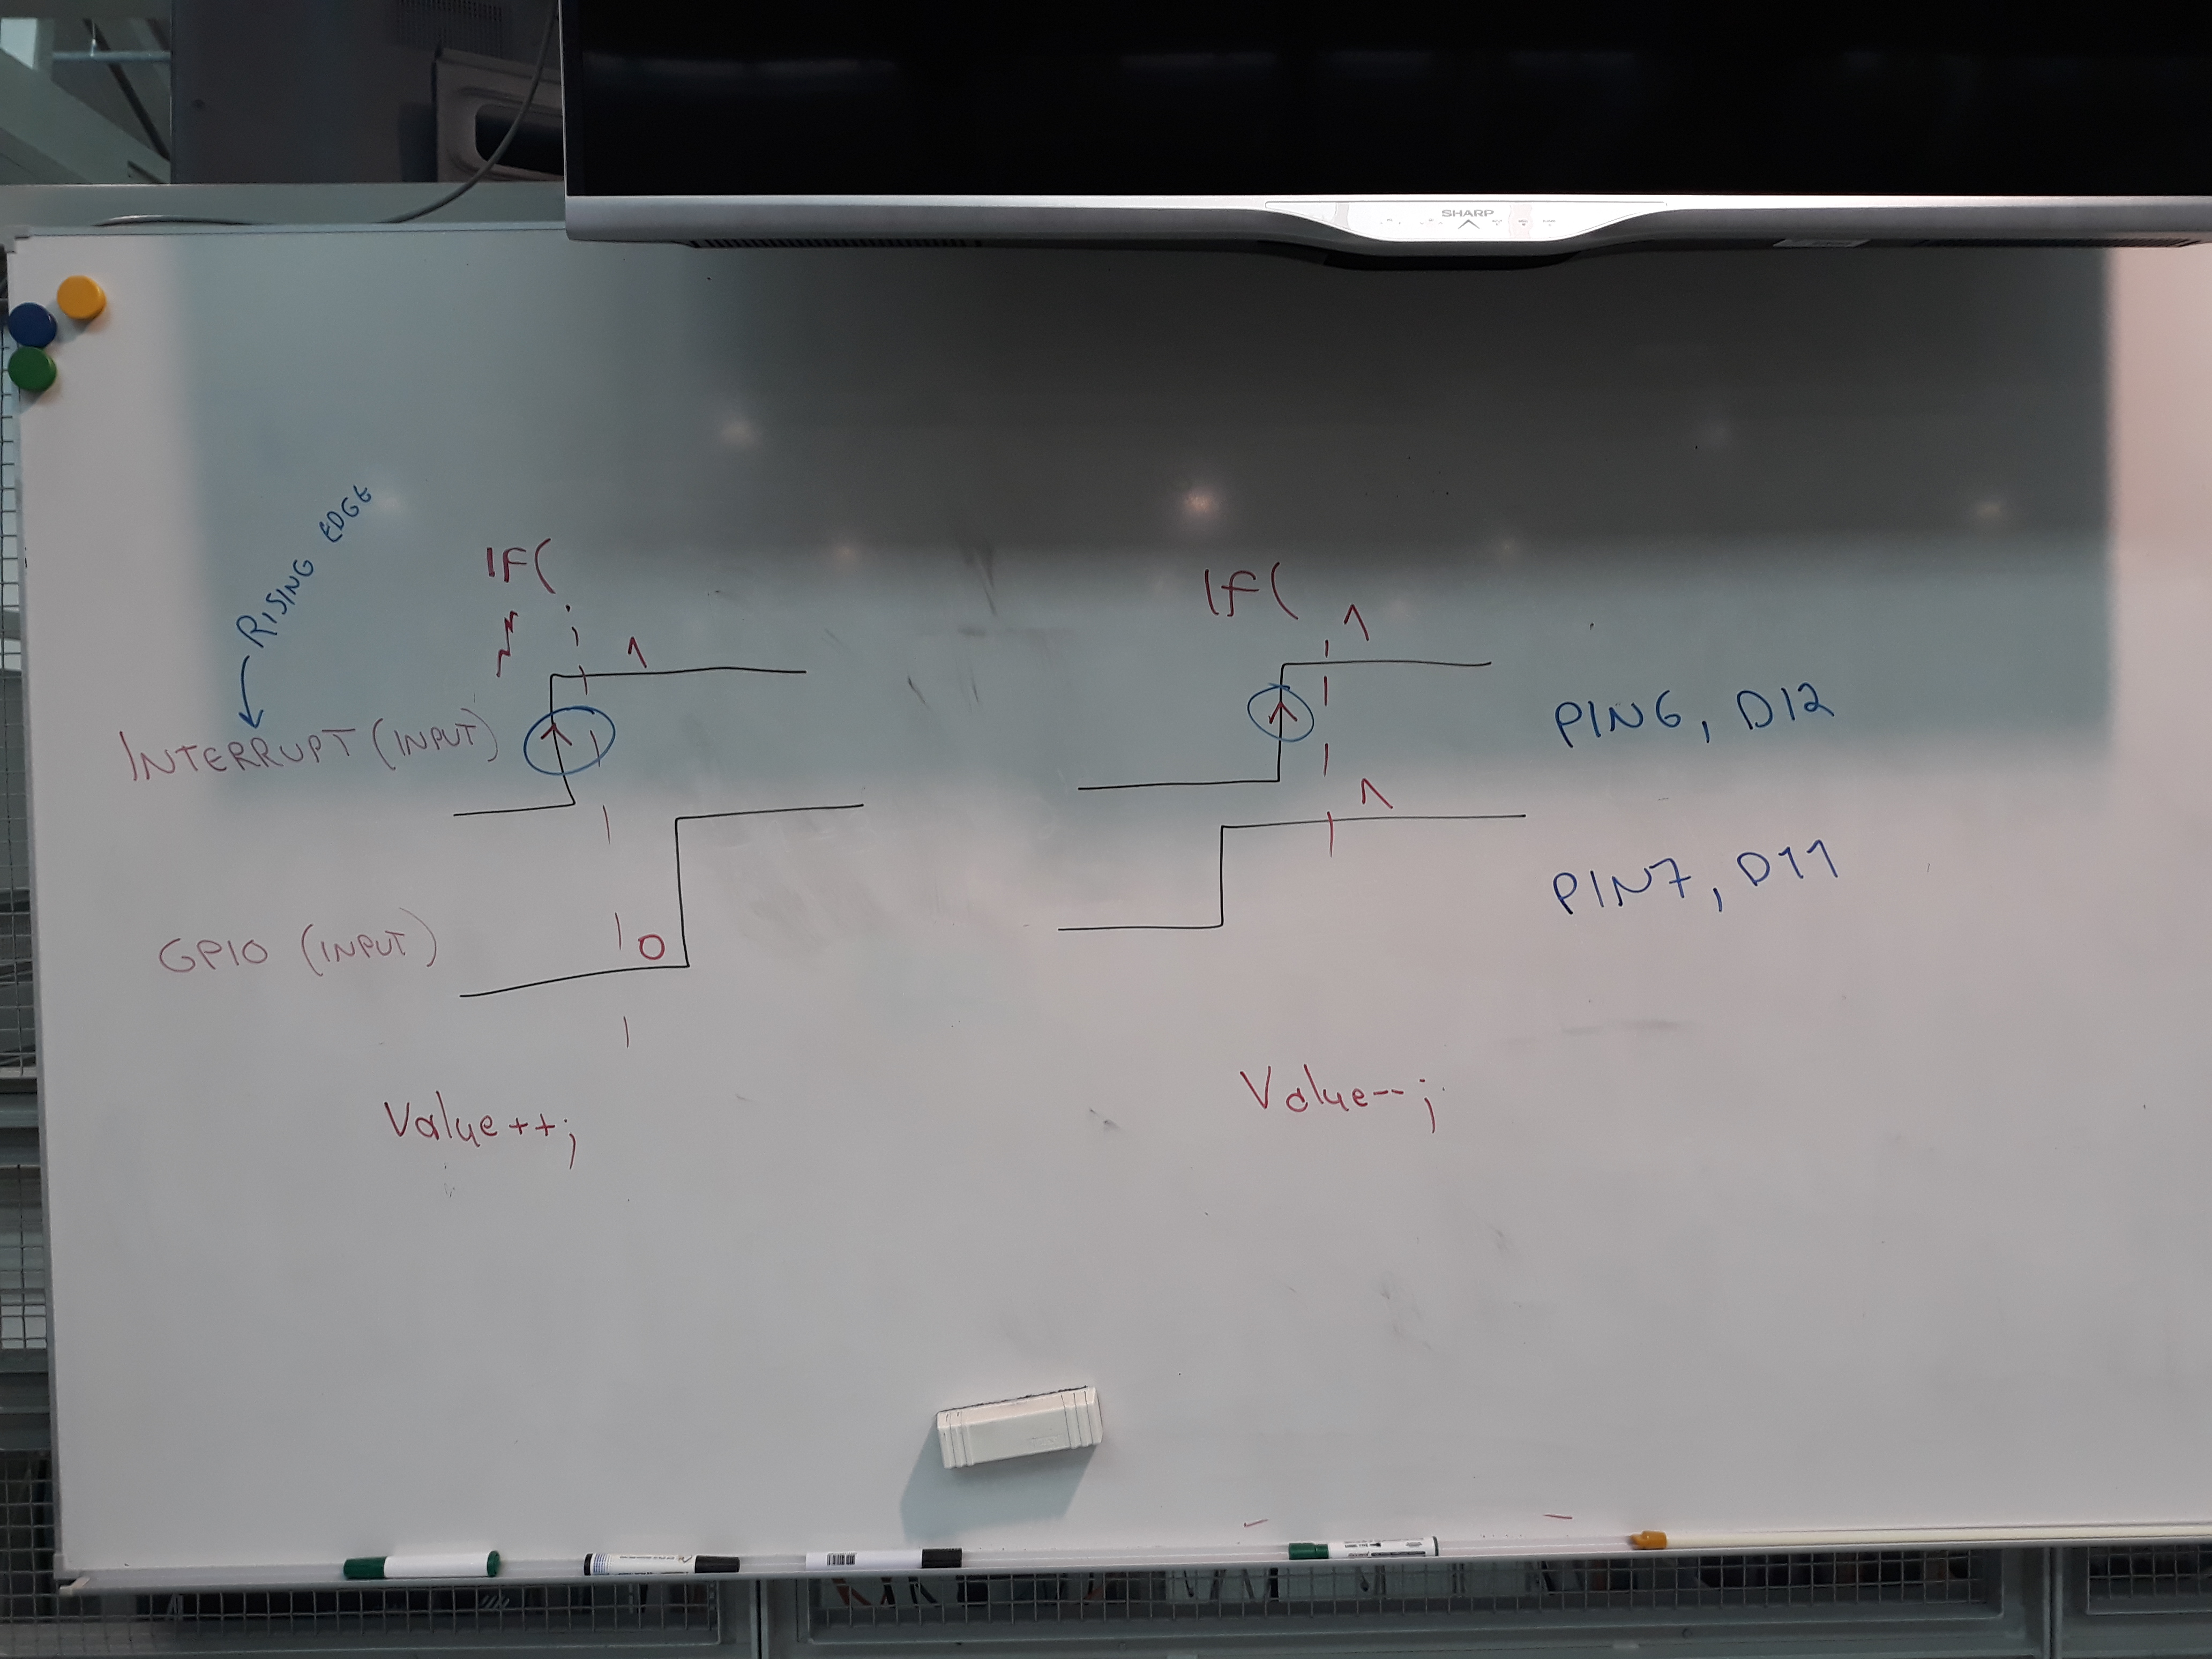 SHARP
RISING EDGE
IF(
If(
1
1
INTERRUPT (INPUT)
PIN6, D12
1
PIN7, D11
GPIO (INPUT)
0
Value++;
Value--;